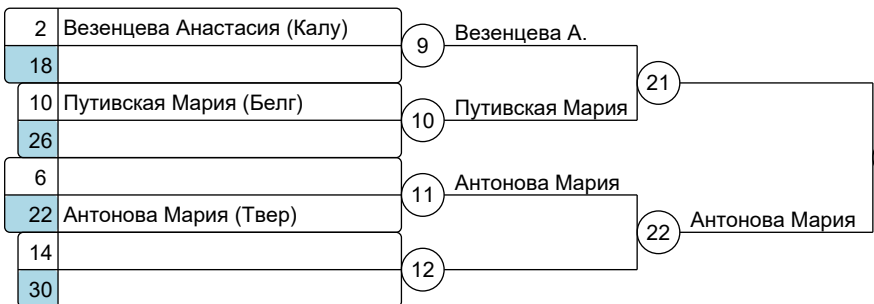 2 Везенцева Анастасия (Калу)
9 Везенцева А.
18
21
10 Путивская Мария (Белг)
10 Путивская Мария
26
6
11 Антонова Мария
22 Антонова Мария (Твер)
22 Антонова Мария
14
12
30